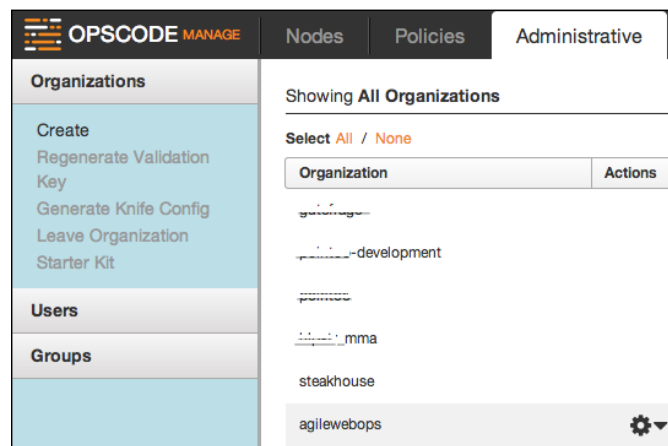 OPSCODE MANAGE
Nodes
Policies
Administrative
Organizations
Create
Regenerate Validation
Key
Generate Knife Config
Leave Organization
Starter Kit
Users
Groups
Showing All Organizations
Select All / None
Organization
Actions
-development
mma
steakhouse
agilewebops